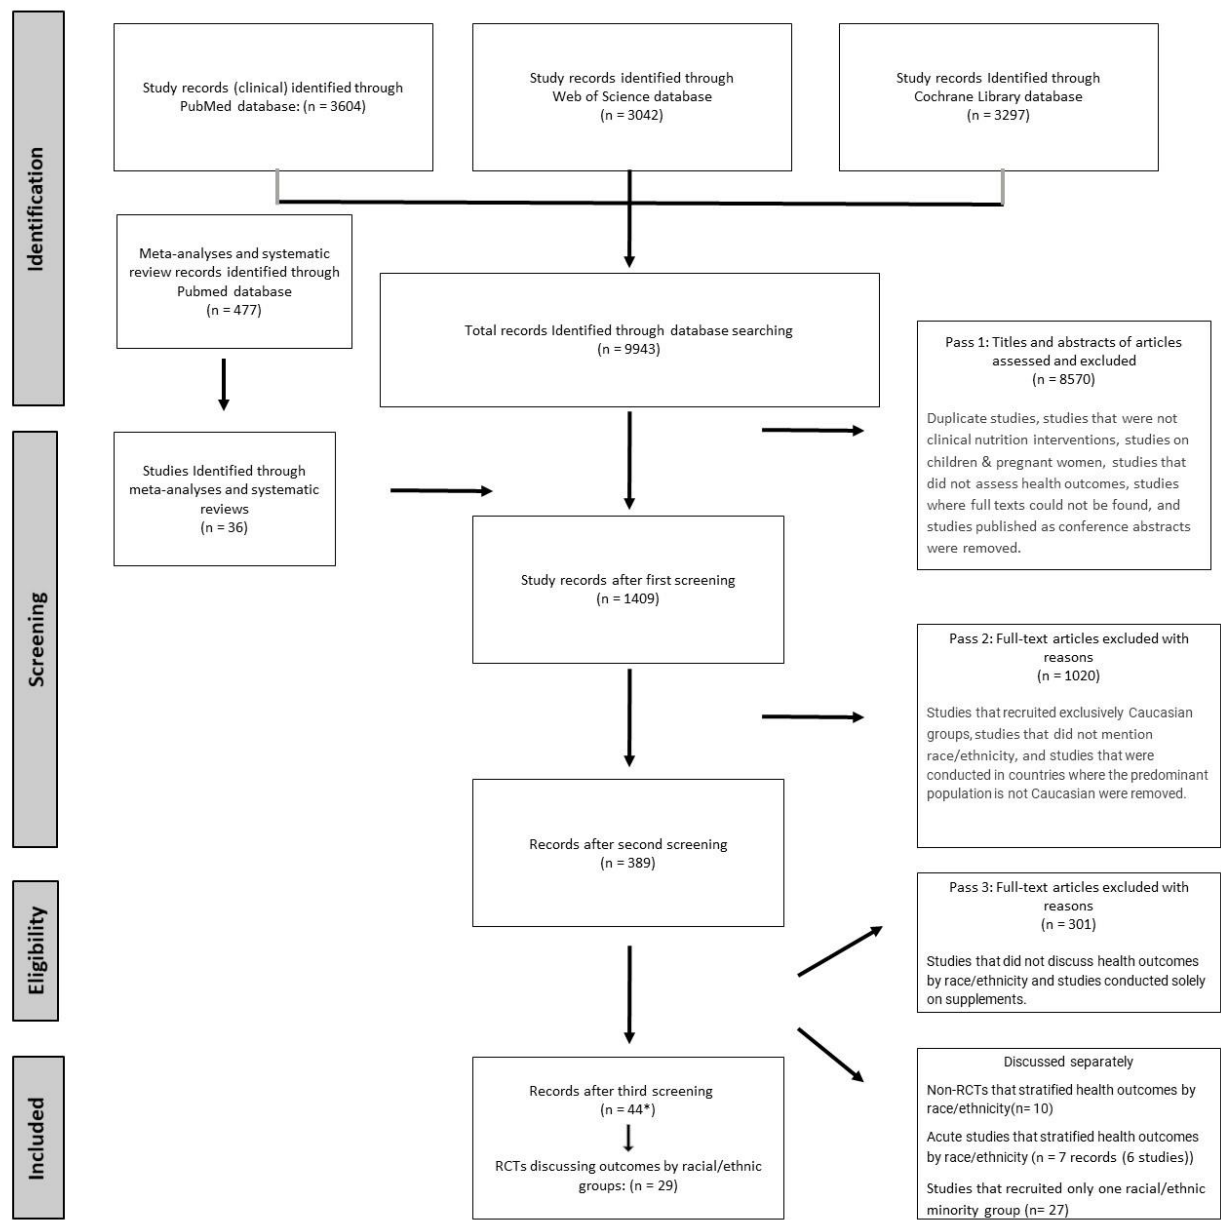 Identification
Study records (clinical) identified through
PubMed database: (n = 3604)
Study records identified through
Web of Science database
(n = 3042)
Study records Identified through
Cochrane Library database
(n = 3297)
Meta-analyses and systematic
review records identified through
Pubmed database
(n = 477)
Total records Identified through database searching
(n = 9943)
Pass 1: Titles and abstracts of articles
assessed and excluded
(n = 8570)
Duplicate studies, studies that were not
clinical nutrition interventions, studies on
children & pregnant women, studies that
did not assess health outcomes, studies
where full texts could not be found, and
studies published as conference abstracts
were removed.
Screening
Studies Identified through
meta-analyses and systematic
reviews
(n = 36)
Study records after first screening
(n = 1409)
Pass 2: Full-text articles excluded with
reasons
(n = 1020)
Studies that recruited exclusively Caucasian
groups, studies that did not mention
race/ethnicity, and studies that were
conducted in countries where the predominant
population is not Caucasian were removed.
Records after second screening
(n = 389)
Eligibility
Pass 3: Full-text articles excluded with
reasons
(n = 301)
Studies that did not discuss health outcomes
by race/ethnicity and studies conducted solely
on supplements.
Included
Records after third screening
(n = 44*)
RCTs discussing outcomes by racial/ethnic
groups: (n = 29)
Discussed separately
Non-RCTs that stratified health outcomes by
race/ethnicity(n= 10)
Acute studies that stratified health outcomes
by race/ethnicity (n = 7 records (6 studies))
Studies that recruited only one racial/ethnic
minority group (n= 27)